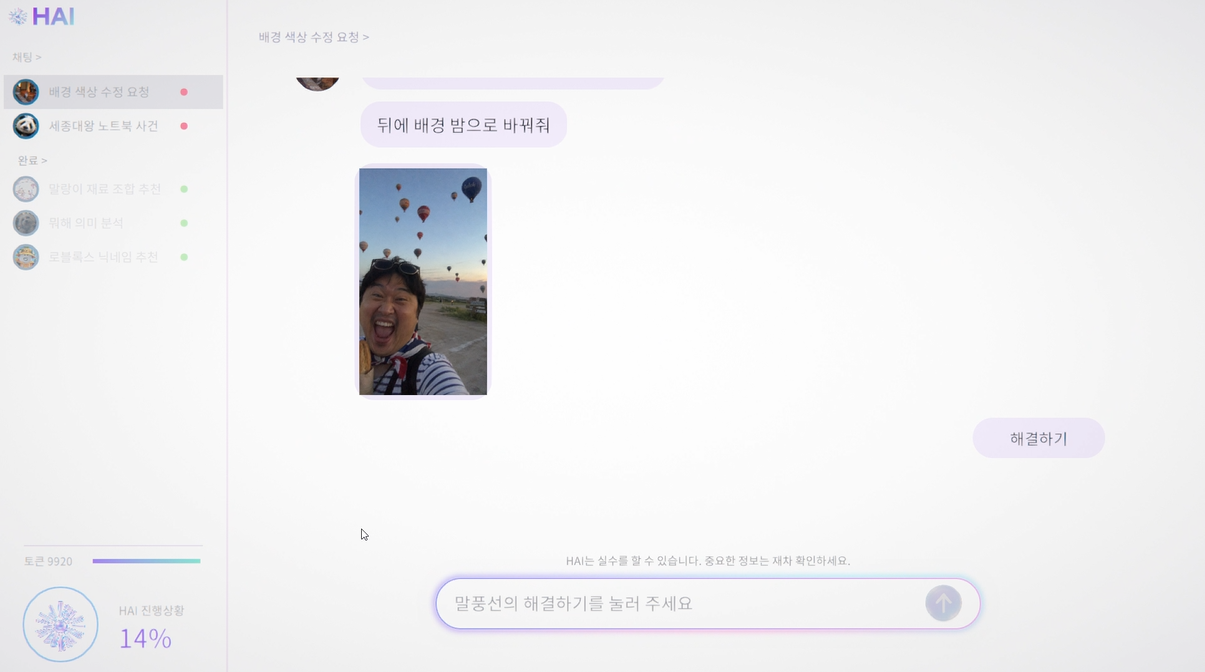 HAI
배경 색상 수정 요청 >
채팅 >
배경 색상 수정 요청
세종대왕 노트북 사건
완료 >
말랑이 재료 조합 추천
뭐해 의미 분석
로블록스 닉네임 추천
뒤에 배경 밤으로 바꿔줘
해결하기
토큰 9920
HAI 진행상황
14%
HAI는 실수를 할 수 있습니다. 중요한 정보는 재차 확인하세요.
말풍선의 해결하기를 눌러 주세요